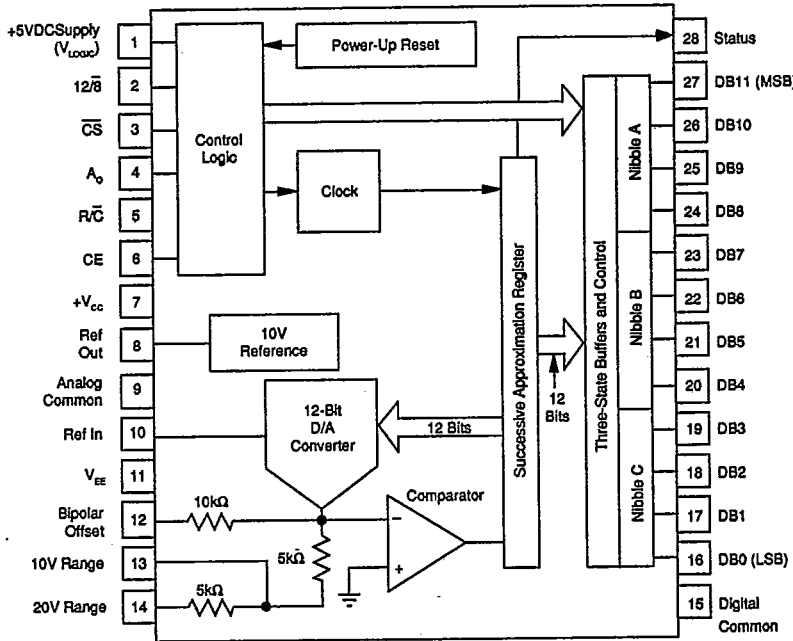 +5VDCSupply
(VLOGIC)
1
12/8̅
2
C̅S̅
3
Ao
4
R/C̅
5
CE
6
+Vcc
7
Ref
Out
8
Analog
Common
9
Ref In
10
VEE
11
Bipolar
Offset
12
10V Range
13
20V Range
14
Power-Up Reset
Control
Logic
Clock
10V
Reference
12-Bit
D/A
Converter
12 Bits
10kΩ
5kΩ
5kΩ
Comparator
−
+
Successive Approximation Register
12
Bits
Three-State Buffers and Control
Nibble A
Nibble B
Nibble C
28 Status
27 DB11 (MSB)
26 DB10
25 DB9
24 DB8
23 DB7
22 DB6
21 DB5
20 DB4
19 DB3
18 DB2
17 DB1
16 DB0 (LSB)
15 Digital
Common